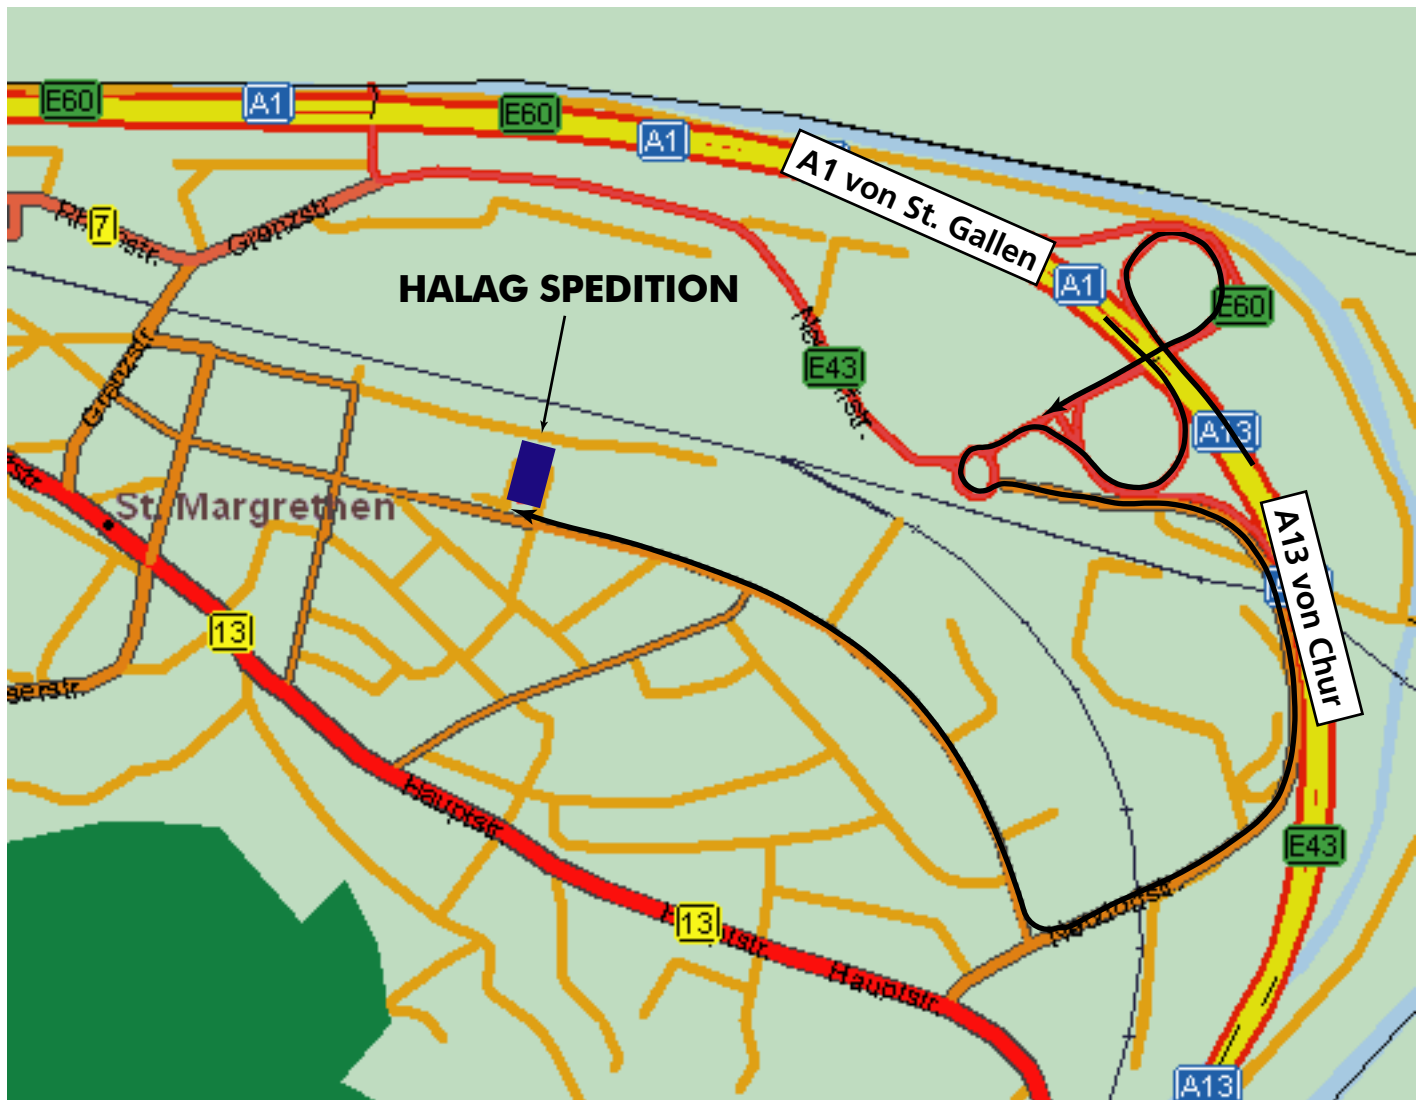 E60
A1
E60
A1
A1 von St. Gallen
7
Grenzstr.
A1
E60
HALAG SPEDITION
E43
Grenzstr.
A13
St. Margrethen
A13 von Chur
13
Hauptstr.
E43
13
Hauptstr.
A13